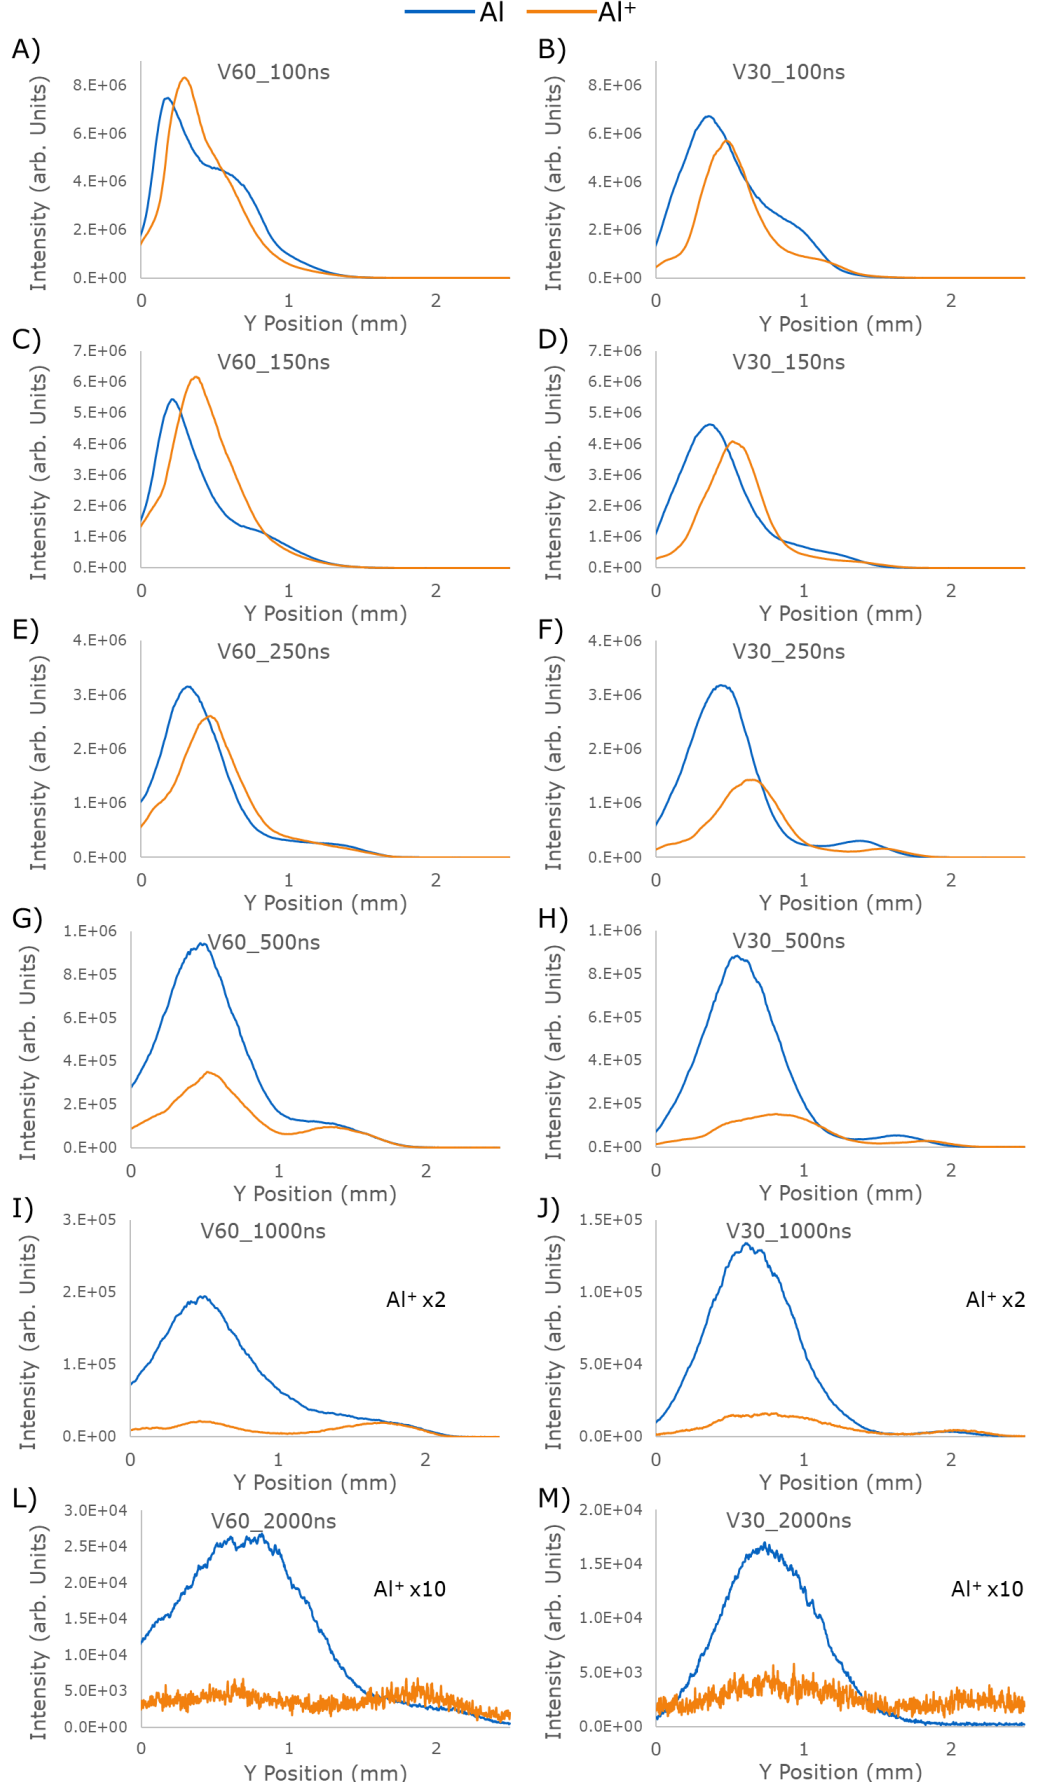 Al Al⁺
A) V60_100ns
Intensity (arb. Units)
8.E+06
6.E+06
4.E+06
2.E+06
0.E+00
0 1 2
Y Position (mm)
B) V30_100ns
Intensity (arb. Units)
8.E+06
6.E+06
4.E+06
2.E+06
0.E+00
0 1 2
Y Position (mm)
C) V60_150ns
Intensity (arb. Units)
7.E+06
6.E+06
5.E+06
4.E+06
3.E+06
2.E+06
1.E+06
0.E+00
0 1 2
Y Position (mm)
D) V30_150ns
Intensity (arb. Units)
7.E+06
6.E+06
5.E+06
4.E+06
3.E+06
2.E+06
1.E+06
0.E+00
0 1 2
Y Position (mm)
E) V60_250ns
Intensity (arb. Units)
4.E+06
3.E+06
2.E+06
1.E+06
0.E+00
0 1 2
Y Position (mm)
F) V30_250ns
Intensity (arb. Units)
4.E+06
3.E+06
2.E+06
1.E+06
0.E+00
0 1 2
Y Position (mm)
G) V60_500ns
Intensity (arb. Units)
1.E+06
8.E+05
6.E+05
4.E+05
2.E+05
0.E+00
0 1 2
Y Position (mm)
H) V30_500ns
Intensity (arb. Units)
1.E+06
8.E+05
6.E+05
4.E+05
2.E+05
0.E+00
0 1 2
Y Position (mm)
I) V60_1000ns
Intensity (arb. Units)
3.E+05
2.E+05
1.E+05
0.E+00
Al⁺ x2
0 1 2
Y Position (mm)
J) V30_1000ns
Intensity (arb. Units)
1.5E+05
1.0E+05
5.0E+04
0.0E+00
Al⁺ x2
0 1 2
Y Position (mm)
L) V60_2000ns
Intensity (arb. Units)
3.0E+04
2.5E+04
2.0E+04
1.5E+04
1.0E+04
5.0E+03
0.0E+00
Al⁺ x10
0 1 2
Y Position (mm)
M) V30_2000ns
Intensity (arb. Units)
2.0E+04
1.5E+04
1.0E+04
5.0E+03
0.0E+00
Al⁺ x10
0 1 2
Y Position (mm)